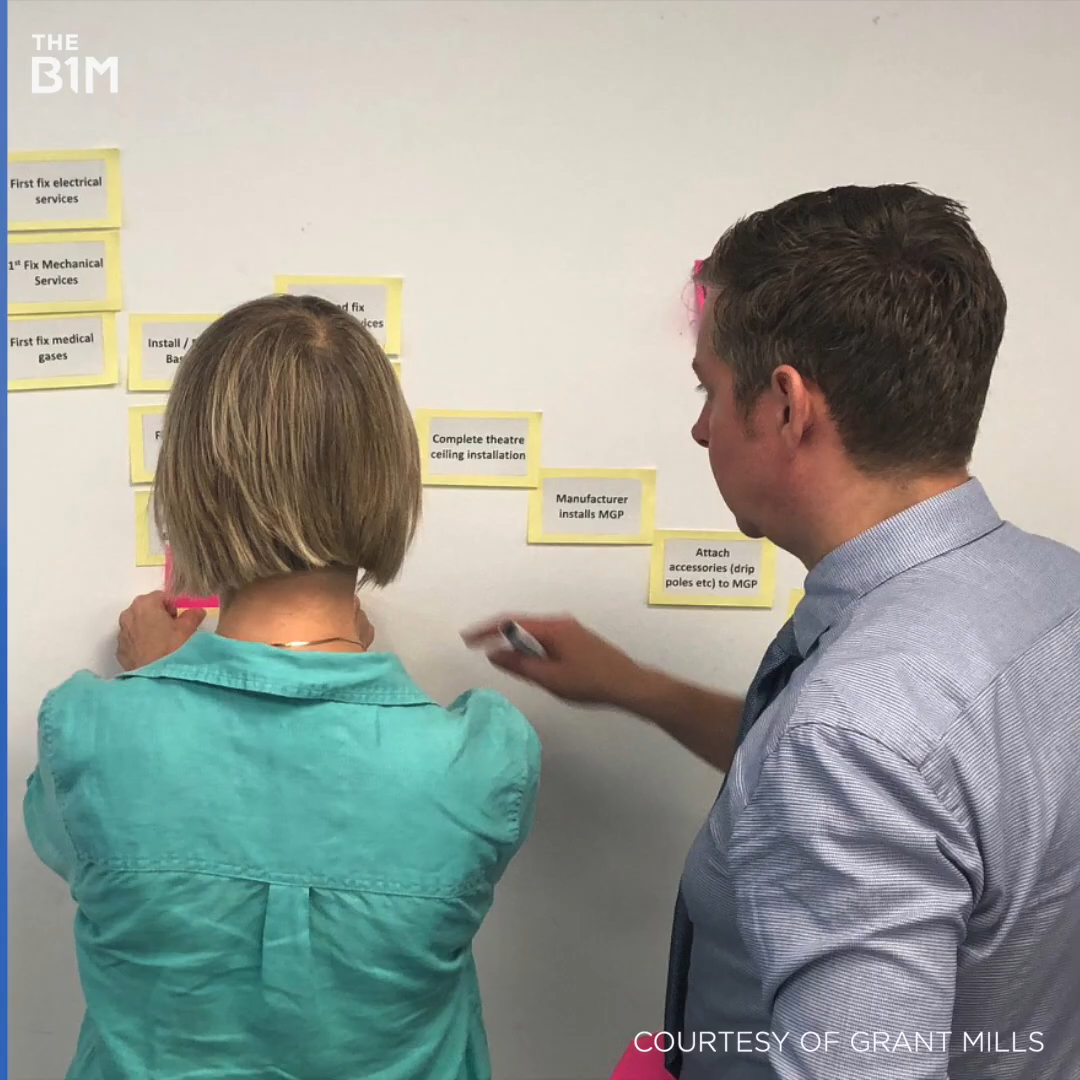 THE
B1M
First fix electrical
services
1st Fix Mechanical
Services
fix
First fix medical
gases
Install /
Complete theatre
ceiling installation
Manufacturer
installs MGP
Attach
accessories (drip
poles etc) to MGP
COURTESY OF GRANT MILLS